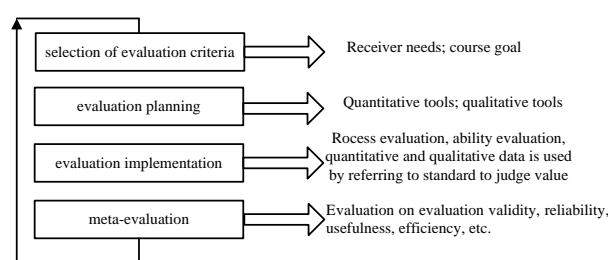 selection of evaluation criteria
Receiver needs; course goal
evaluation planning
Quantitative tools; qualitative tools
evaluation implementation
Rocess evaluation, ability evaluation,
quantitative and qualitative data is used
by referring to standard to judge value
meta-evaluation
Evaluation on evaluation validity, reliability,
usefulness, efficiency, etc.